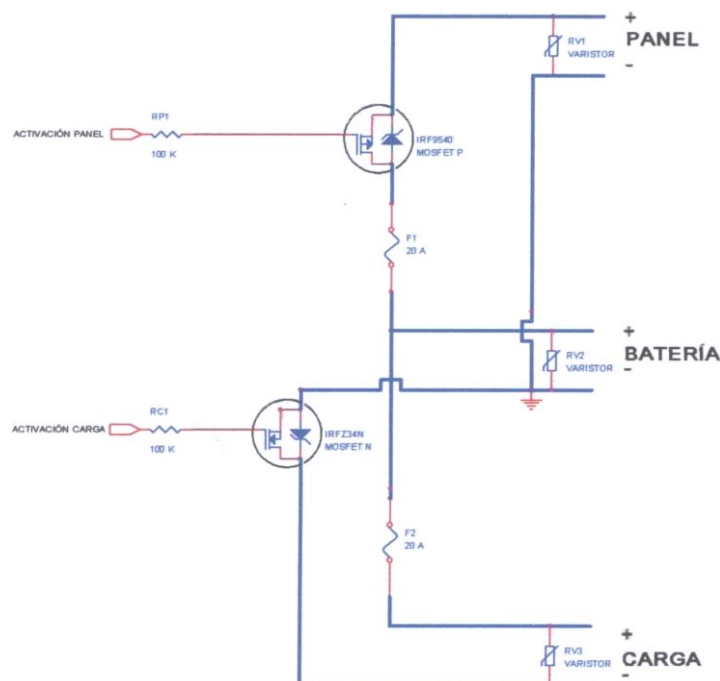 +
RV1
VARISTOR
PANEL
-
RP1
ACTIVACIÓN PANEL
100 K
IRF9540
MOSFET P
F1
20 A
+
RV2
VARISTOR
BATERÍA
-
RC1
ACTIVACIÓN CARGA
100 K
IRFZ34N
MOSFET N
F2
20 A
+
RV3
VARISTOR
CARGA
-